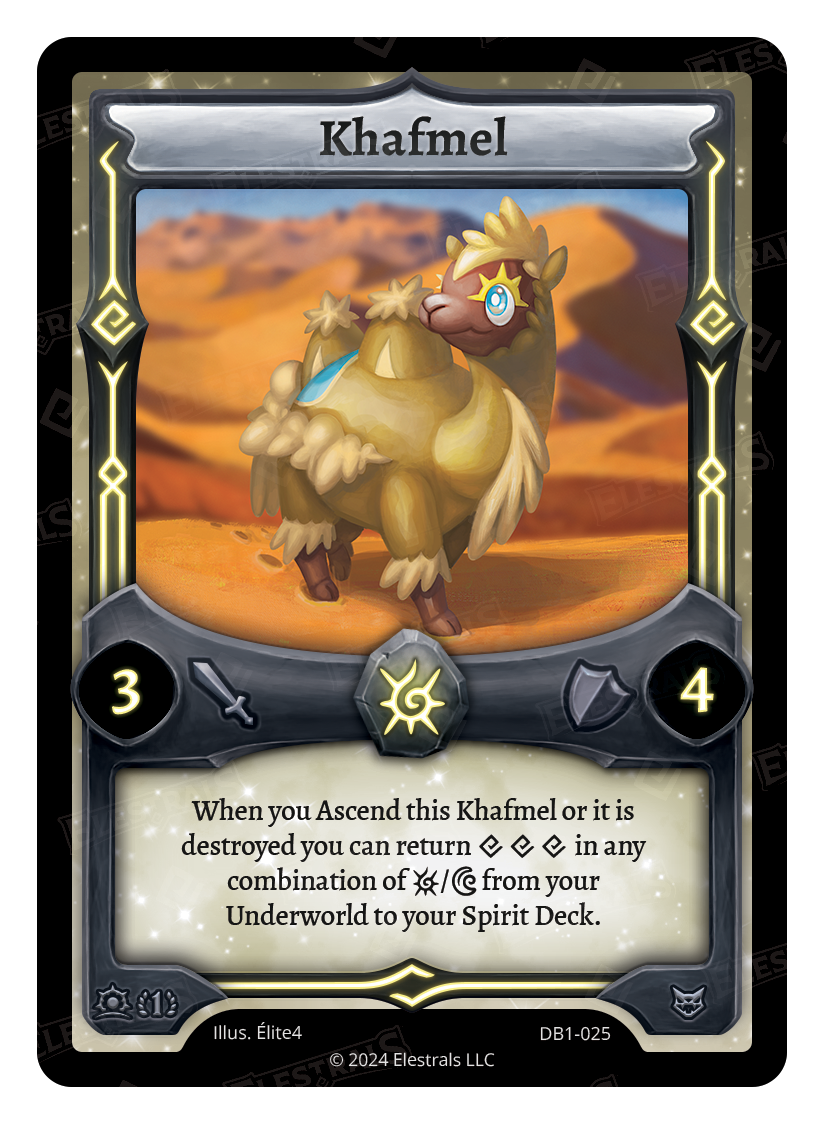 Khafmel
3
4
When you Ascend this Khafmel or it is
destroyed you can return in any
combination of / from your
Underworld to your Spirit Deck.
1
Illus. Élite4
DB1-025
© 2024 Elestrals LLC